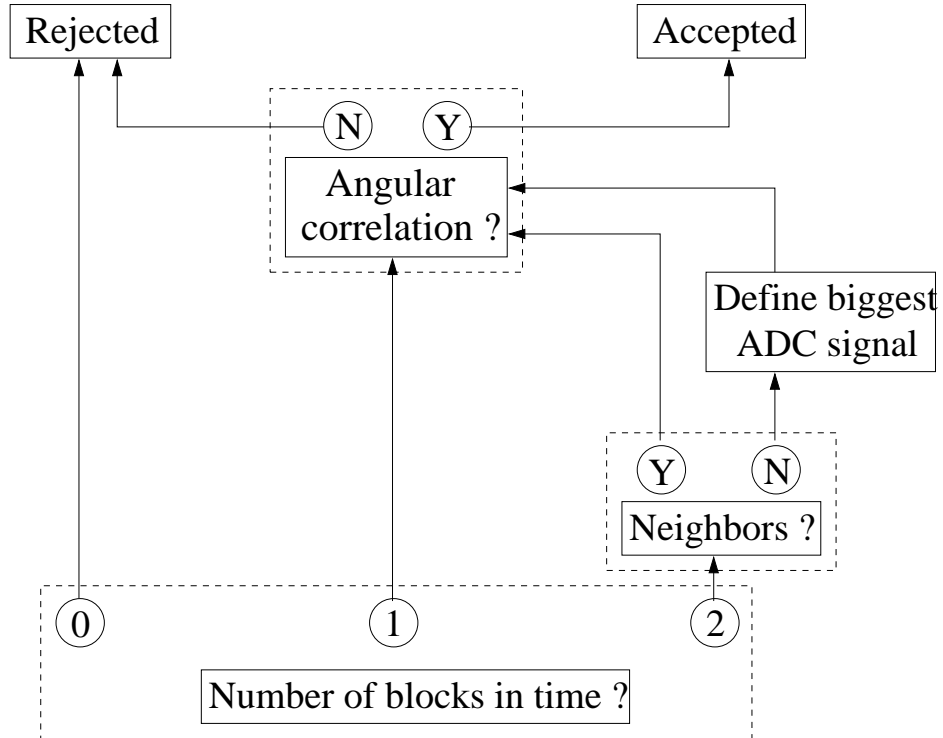 Rejected
Accepted
N
Y
Angular
correlation ?
Define biggest
ADC signal
Y
N
Neighbors ?
0
1
2
Number of blocks in time ?